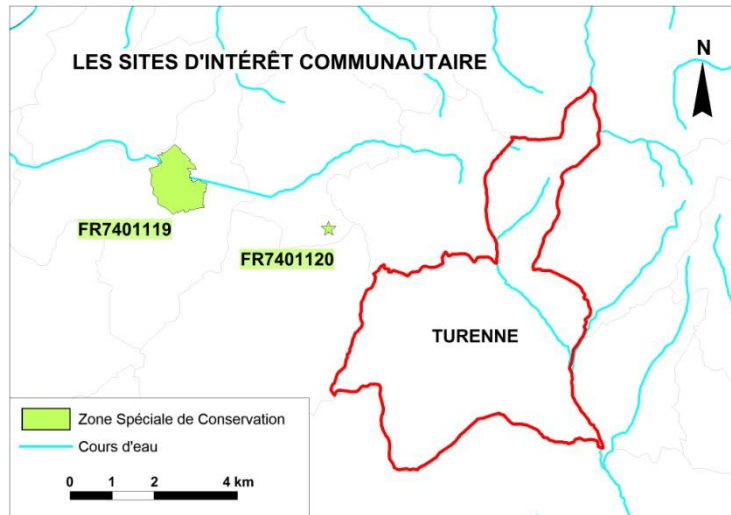 LES SITES D'INTÉRÊT COMMUNAUTAIRE
N
FR7401119
FR7401120
TURENNE
Zone Spéciale de Conservation
Cours d'eau
0 1 2 4 km